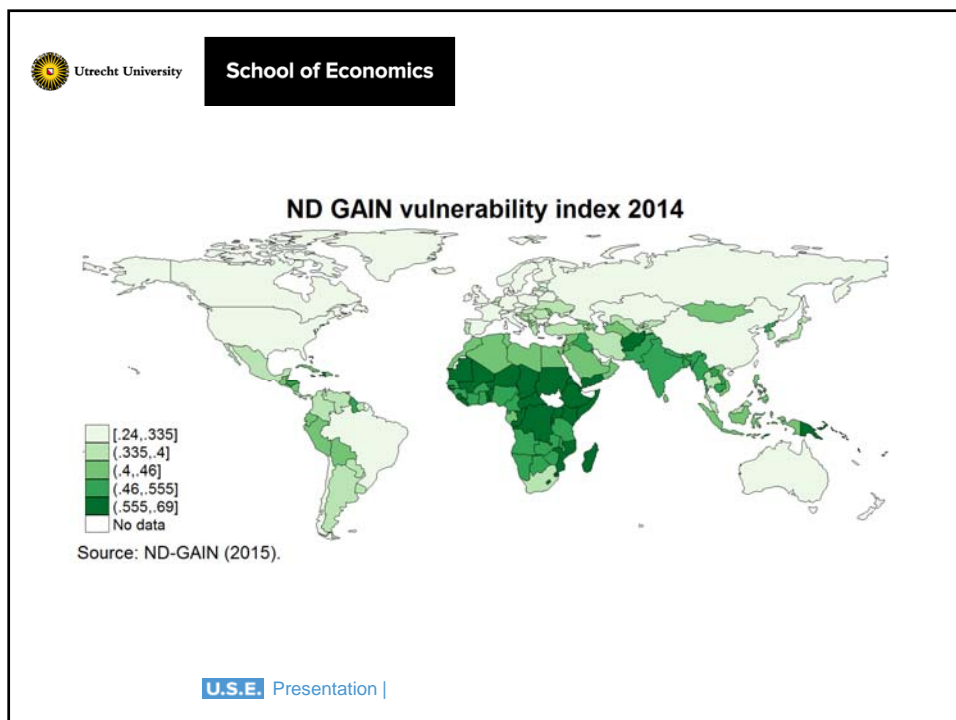 Utrecht University
School of Economics
ND GAIN vulnerability index 2014
[.24,.335]
(.335,.4]
(.4,.46]
(.46,.555]
(.555,.69]
No data
Source: ND-GAIN (2015).
U.S.E. Presentation |